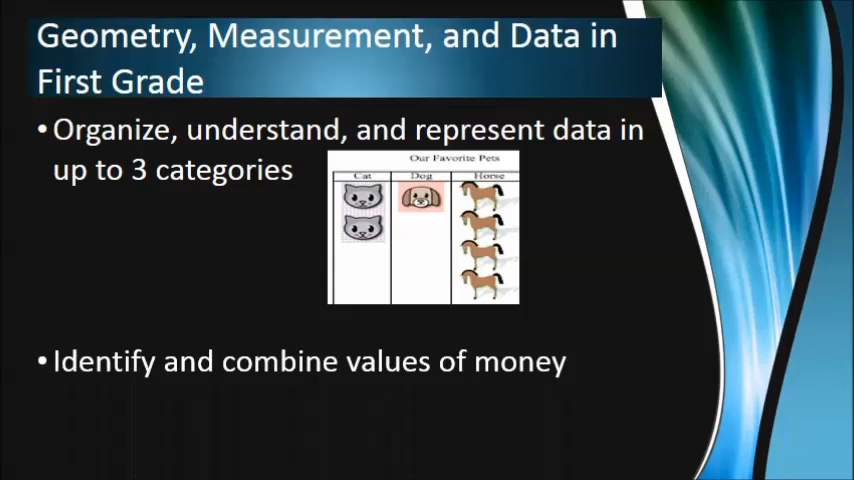 Geometry, Measurement, and Data in
First Grade
• Organize, understand, and represent data in
up to 3 categories
Our Favorite Pets
Cat Dog Horse
• Identify and combine values of money